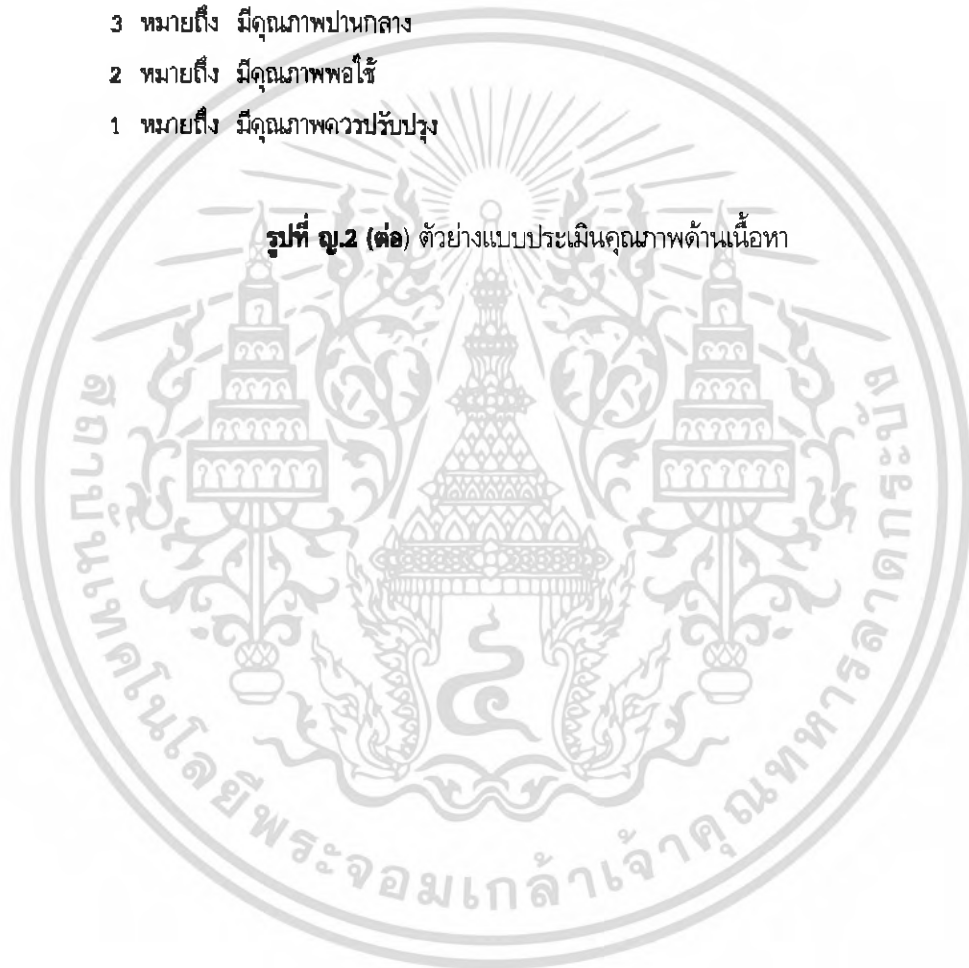 3 หมายถึง มีคุณภาพปานกลาง
2 หมายถึง มีคุณภาพพอใช้
1 หมายถึง มีคุณภาพควรปรับปรุง
รูปที่ ญ.2 (ต่อ) ตัวอย่างแบบประเมินคุณภาพด้านเนื้อหา
สถาบันเทคโนโลยีพระจอมเกล้าเจ้าคุณทหารลาดกระบัง
๔